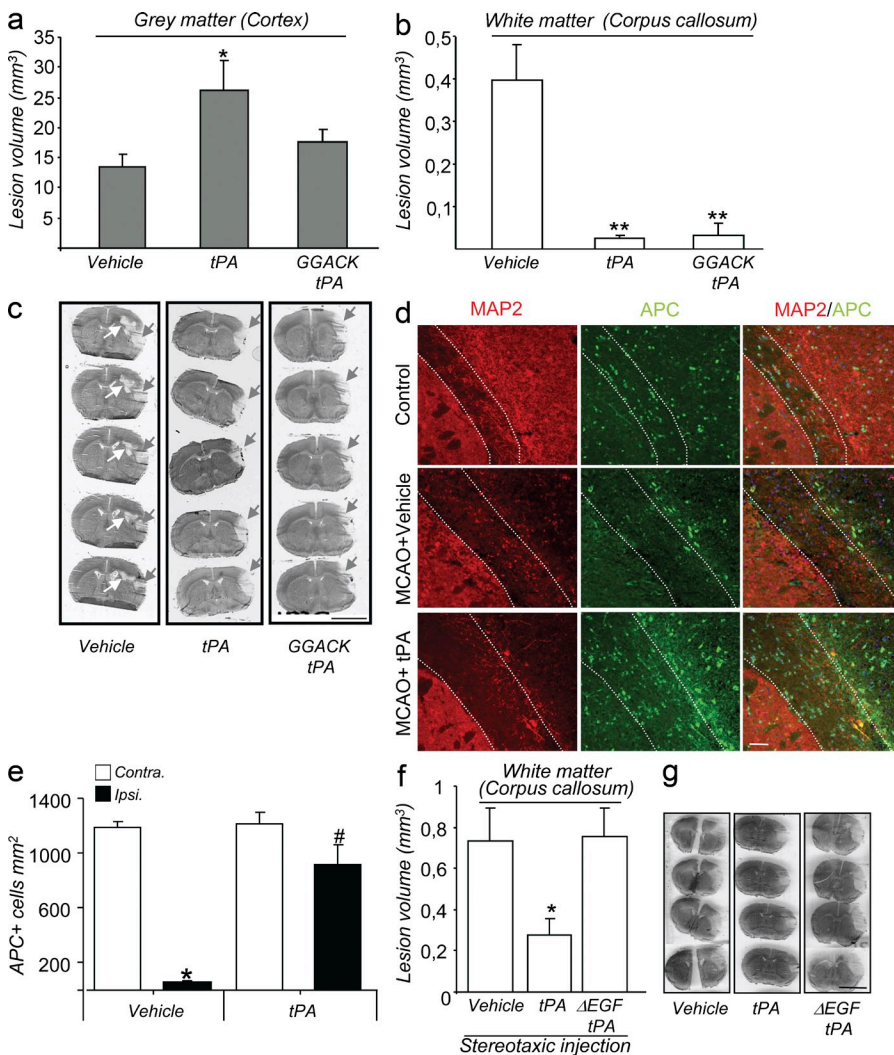 a
Grey matter (Cortex)
Lesion volume (mm³)
35
30
25
20
15
10
5
*
Vehicle
tPA
GGACK
tPA
b
White matter (Corpus callosum)
Lesion volume (mm³)
0,5
0,4
0,3
0,2
0,1
**
**
Vehicle
tPA
GGACK
tPA
c
Vehicle
tPA
GGACK
tPA
d
MAP2
APC
MAP2/APC
Control
MCAO+Vehicle
MCAO+ tPA
e
Contra.
Ipsi.
APC+ cells mm²
1400
1000
600
200
*
#
Vehicle
tPA
f
White matter
(Corpus callosum)
Lesion volume (mm³)
1
0,8
0,6
0,4
0,2
0
*
Vehicle
tPA
ΔEGF
tPA
Stereotaxic injection
g
Vehicle
tPA
ΔEGF
tPA